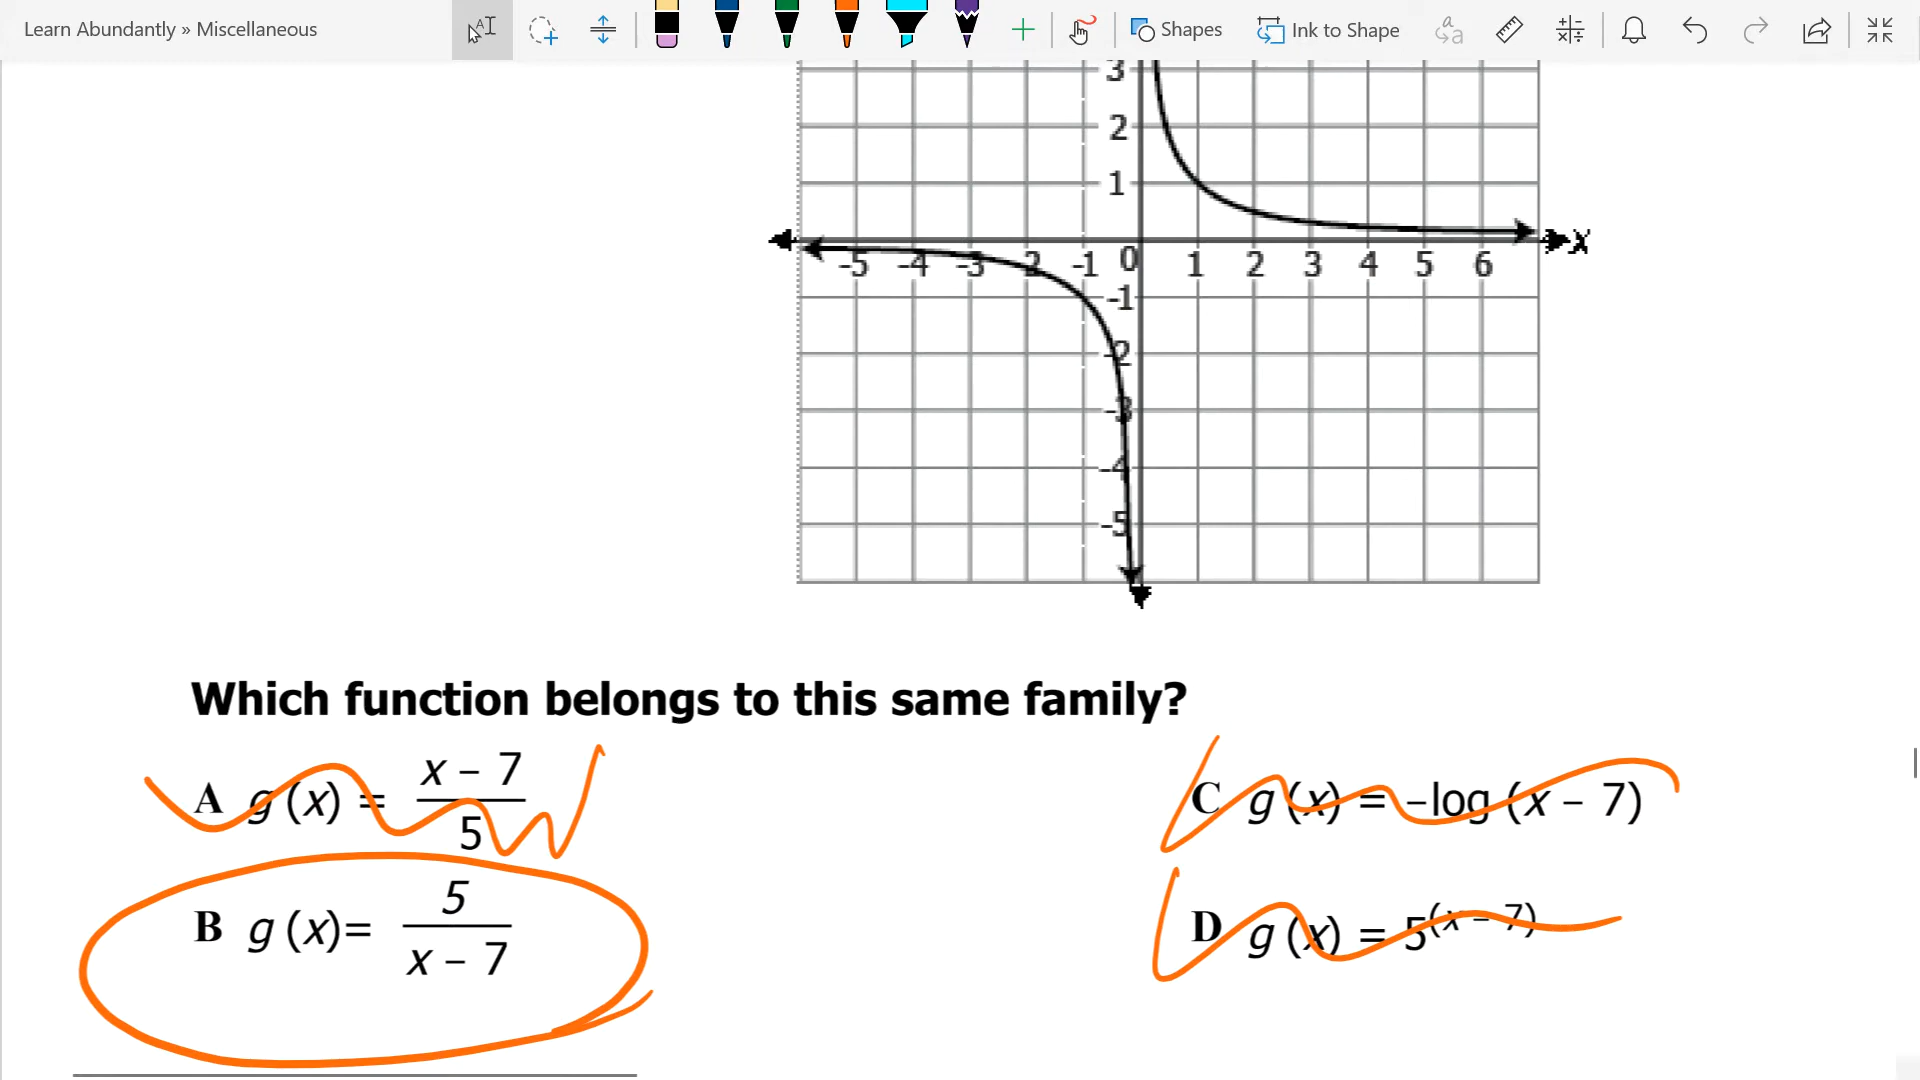 Learn Abundantly » Miscellaneous
Shapes
Ink to Shape
3
2
1
x
-5 -4 -3 -2 -1 0 1 2 3 4 5 6
-1
-2
-3
-4
-5
Which function belongs to this same family?
A g (x) = x – 7 / 5
C g (x) = –log (x – 7)
B g (x)= 5 / x – 7
D g (x) = 5^(x – 7)